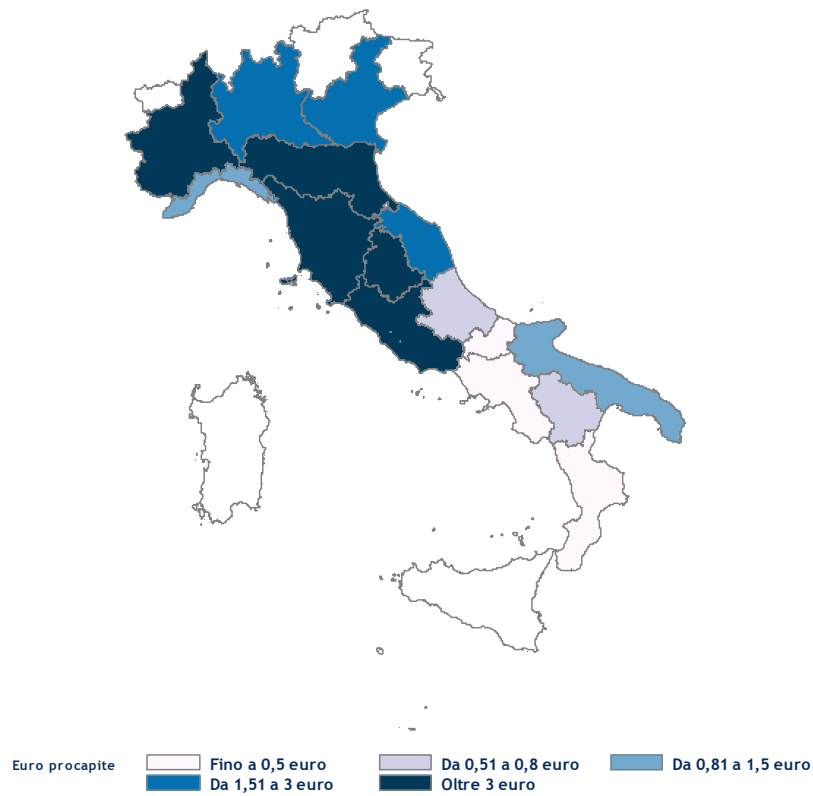 Euro procapite
Fino a 0,5 euro
Da 0,51 a 0,8 euro
Da 0,81 a 1,5 euro
Da 1,51 a 3 euro
Oltre 3 euro